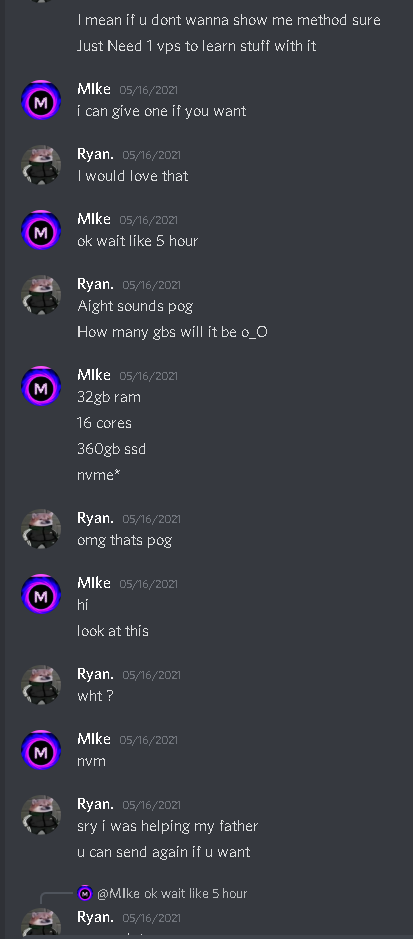 I mean if u dont wanna show me method sure
Just Need 1 vps to learn stuff with it
M
MIke 05/16/2021
i can give one if you want
Ryan. 05/16/2021
I would love that
M
MIke 05/16/2021
ok wait like 5 hour
Ryan. 05/16/2021
Aight sounds pog
How many gbs will it be o_O
M
MIke 05/16/2021
32gb ram
16 cores
360gb ssd
nvme*
Ryan. 05/16/2021
omg thats pog
M
MIke 05/16/2021
hi
look at this
Ryan. 05/16/2021
wht ?
M
MIke 05/16/2021
nvm
Ryan. 05/16/2021
sry i was helping my father
u can send again if u want
@MIke ok wait like 5 hour
Ryan. 05/16/2021